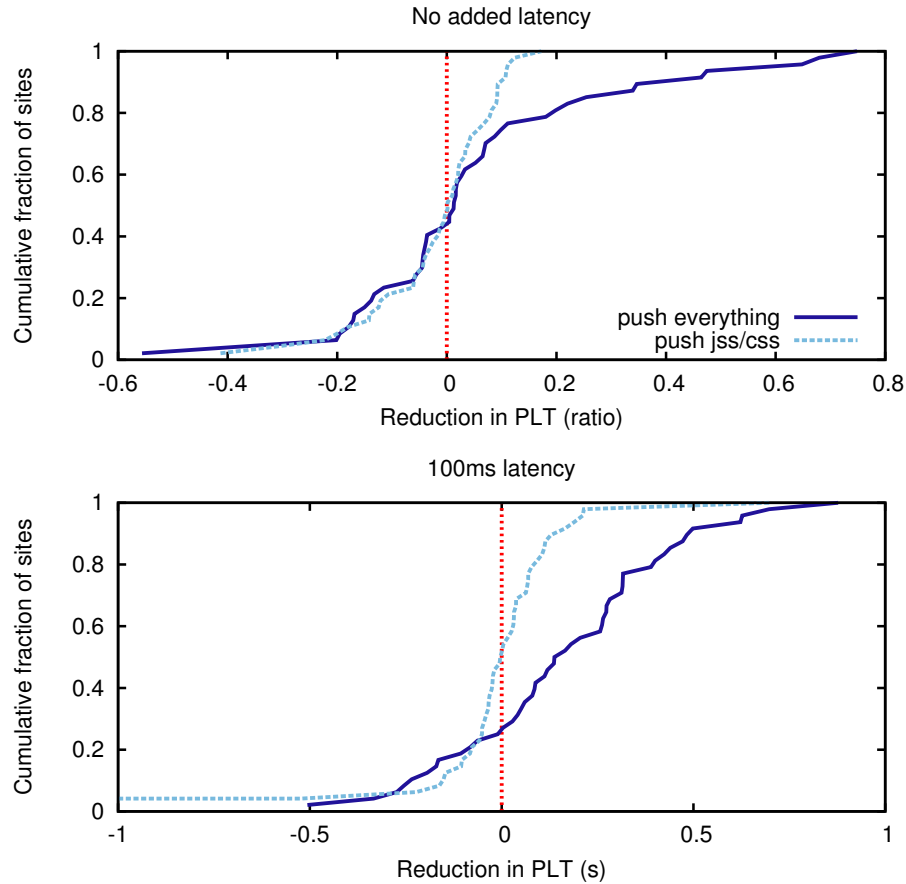 No added latency
Cumulative fraction of sites
1
0.8
0.6
0.4
0.2
0
push everything
push jss/css
-0.6 -0.4 -0.2 0 0.2 0.4 0.6 0.8
Reduction in PLT (ratio)
100ms latency
Cumulative fraction of sites
1
0.8
0.6
0.4
0.2
0
-1 -0.5 0 0.5 1
Reduction in PLT (s)